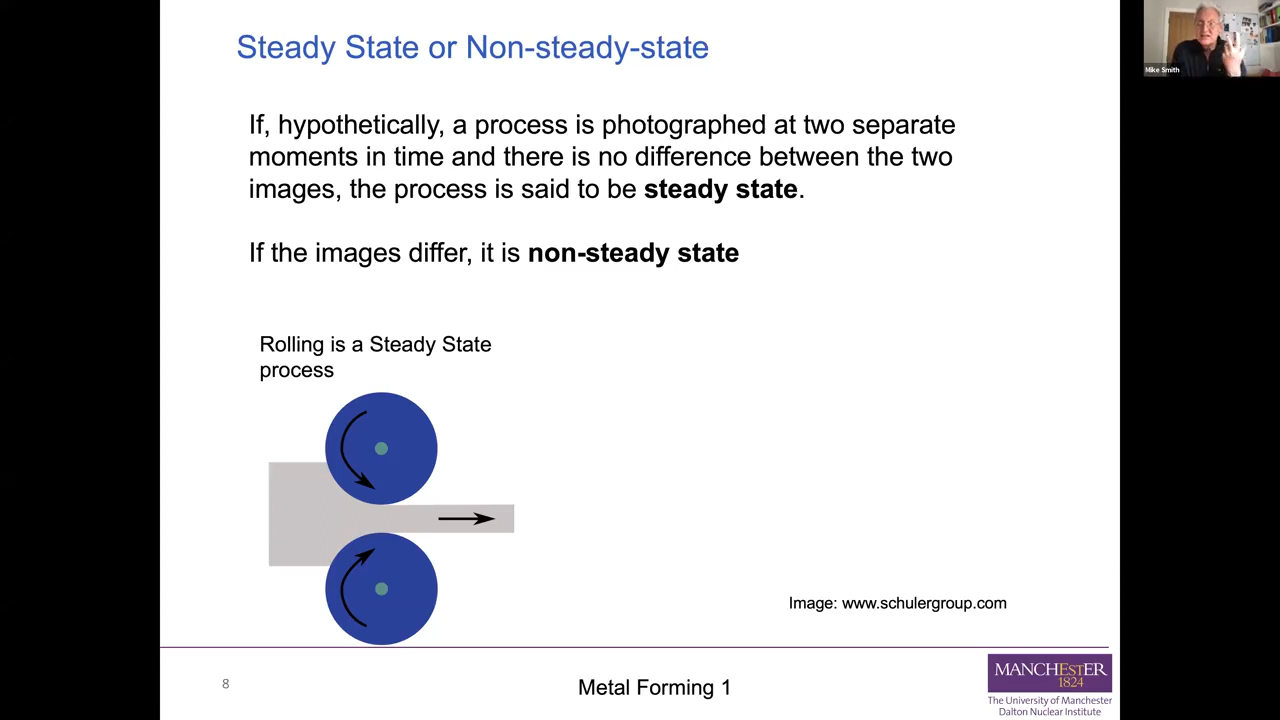 Steady State or Non-steady-state
Mike Smith
If, hypothetically, a process is photographed at two separate
moments in time and there is no difference between the two
images, the process is said to be steady state.
If the images differ, it is non-steady state
Rolling is a Steady State
process
Image: www.schulergroup.com
8
Metal Forming 1
MANCHESTER
1824
The University of Manchester
Dalton Nuclear Institute